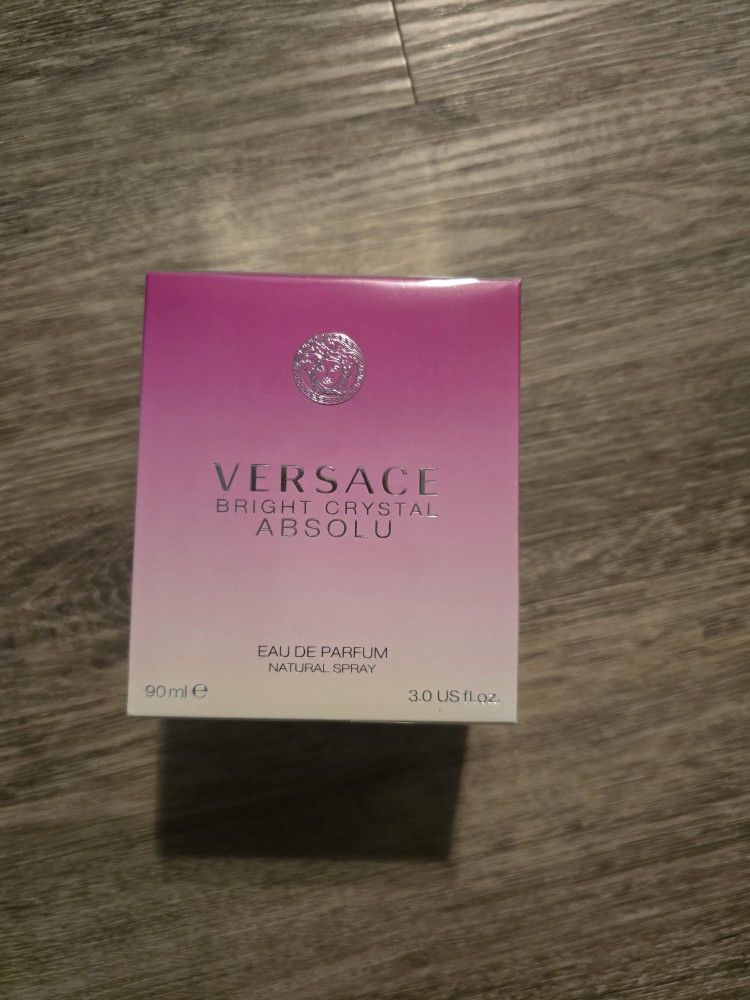 VERSACE
BRIGHT CRYSTAL
ABSOLU
EAU DE PARFUM
NATURAL SPRAY
90 ml ℮
3.0 US fl.oz.